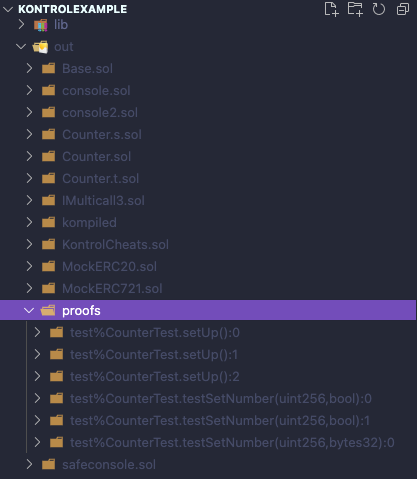 KONTROLEXAMPLE
lib
out
Base.sol
console.sol
console2.sol
Counter.s.sol
Counter.sol
Counter.t.sol
IMulticall3.sol
kompiled
KontrolCheats.sol
MockERC20.sol
MockERC721.sol
proofs
test%CounterTest.setUp():0
test%CounterTest.setUp():1
test%CounterTest.setUp():2
test%CounterTest.testSetNumber(uint256,bool):0
test%CounterTest.testSetNumber(uint256,bool):1
test%CounterTest.testSetNumber(uint256,bytes32):0
safeconsole.sol